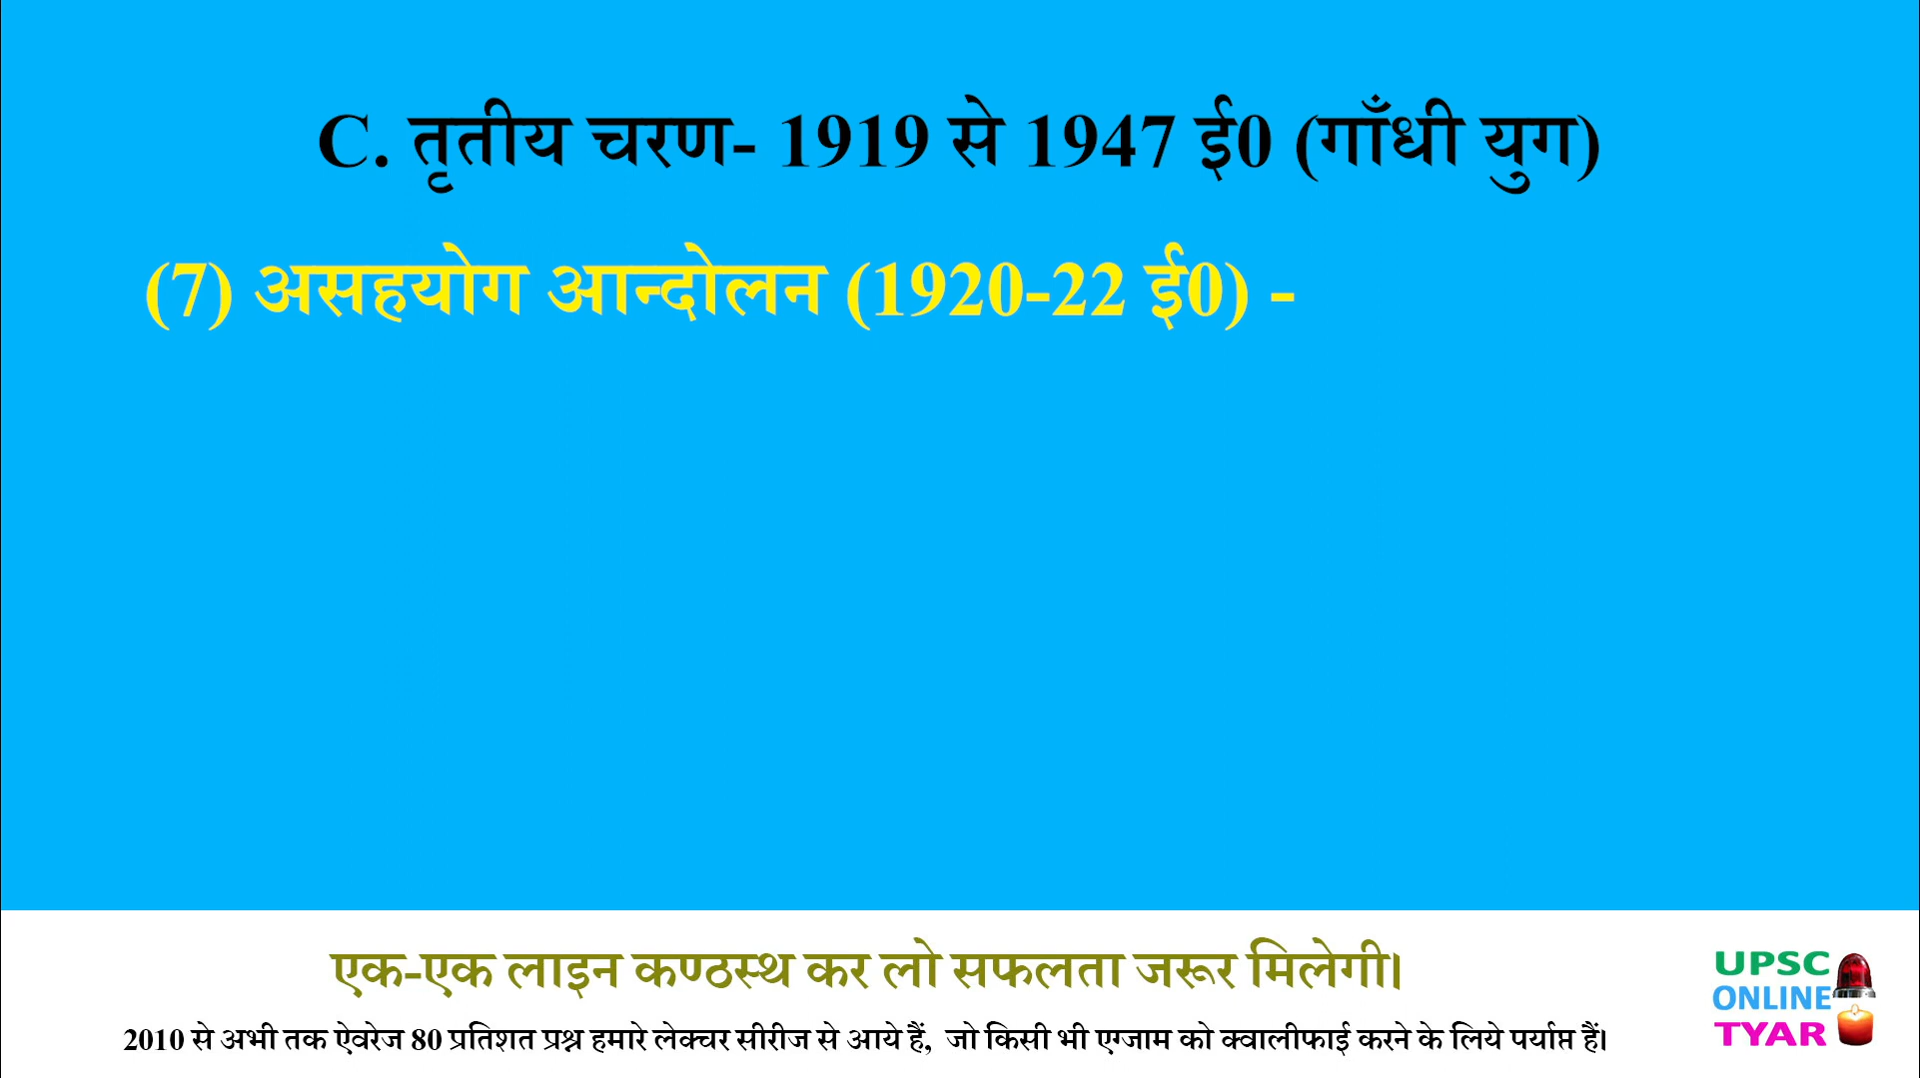 C. तृतीय चरण- 1919 से 1947 ई0 (गाँधी युग)
(7) असहयोग आन्दोलन (1920-22 ई0) -
एक-एक लाइन कण्ठस्थ कर लो सफलता जरूर मिलेगी।
2010 से अभी तक ऐवरेज 80 प्रतिशत प्रश्न हमारे लेक्चर सीरीज से आये हैं, जो किसी भी एग्जाम को क्वालीफाई करने के लिये पर्याप्त हैं।
UPSC
ONLINE
TYAR